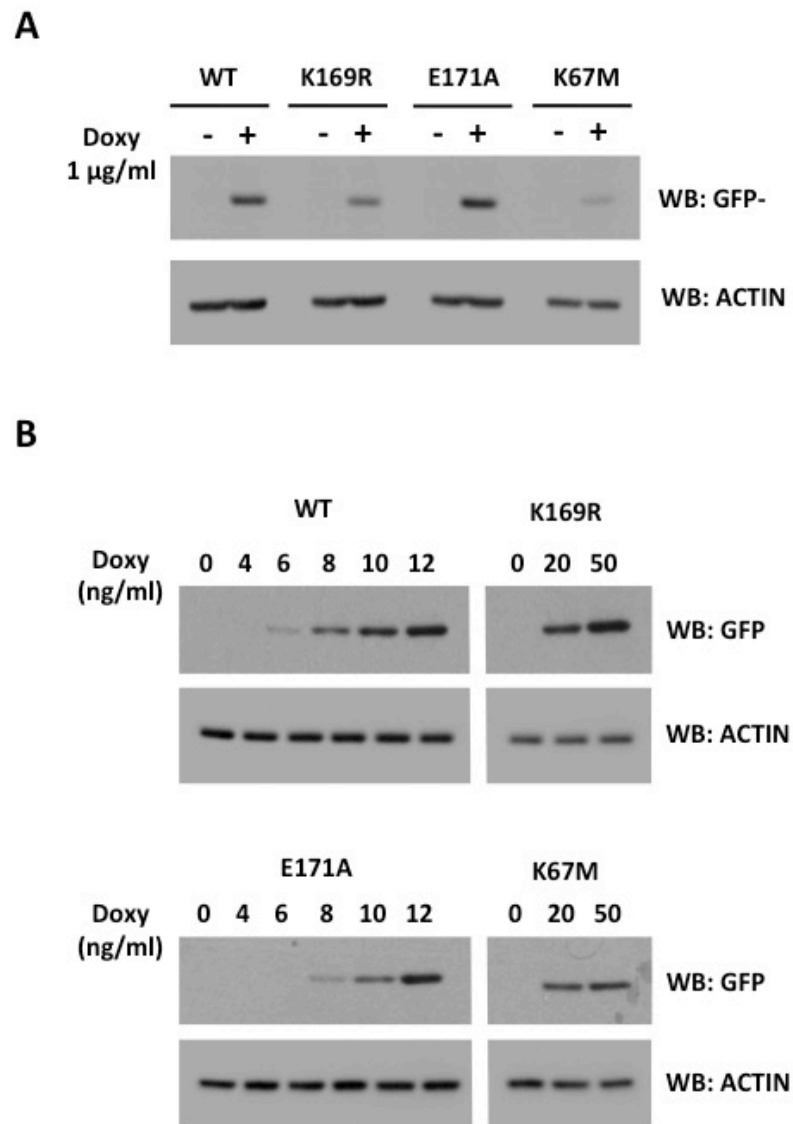 A
WT K169R E171A K67M
Doxy - + - + - + - +
1 µg/ml
WB: GFP-
WB: ACTIN
B
WT K169R
Doxy 0 4 6 8 10 12 0 20 50
(ng/ml)
WB: GFP
WB: ACTIN
E171A K67M
Doxy 0 4 6 8 10 12 0 20 50
(ng/ml)
WB: GFP
WB: ACTIN